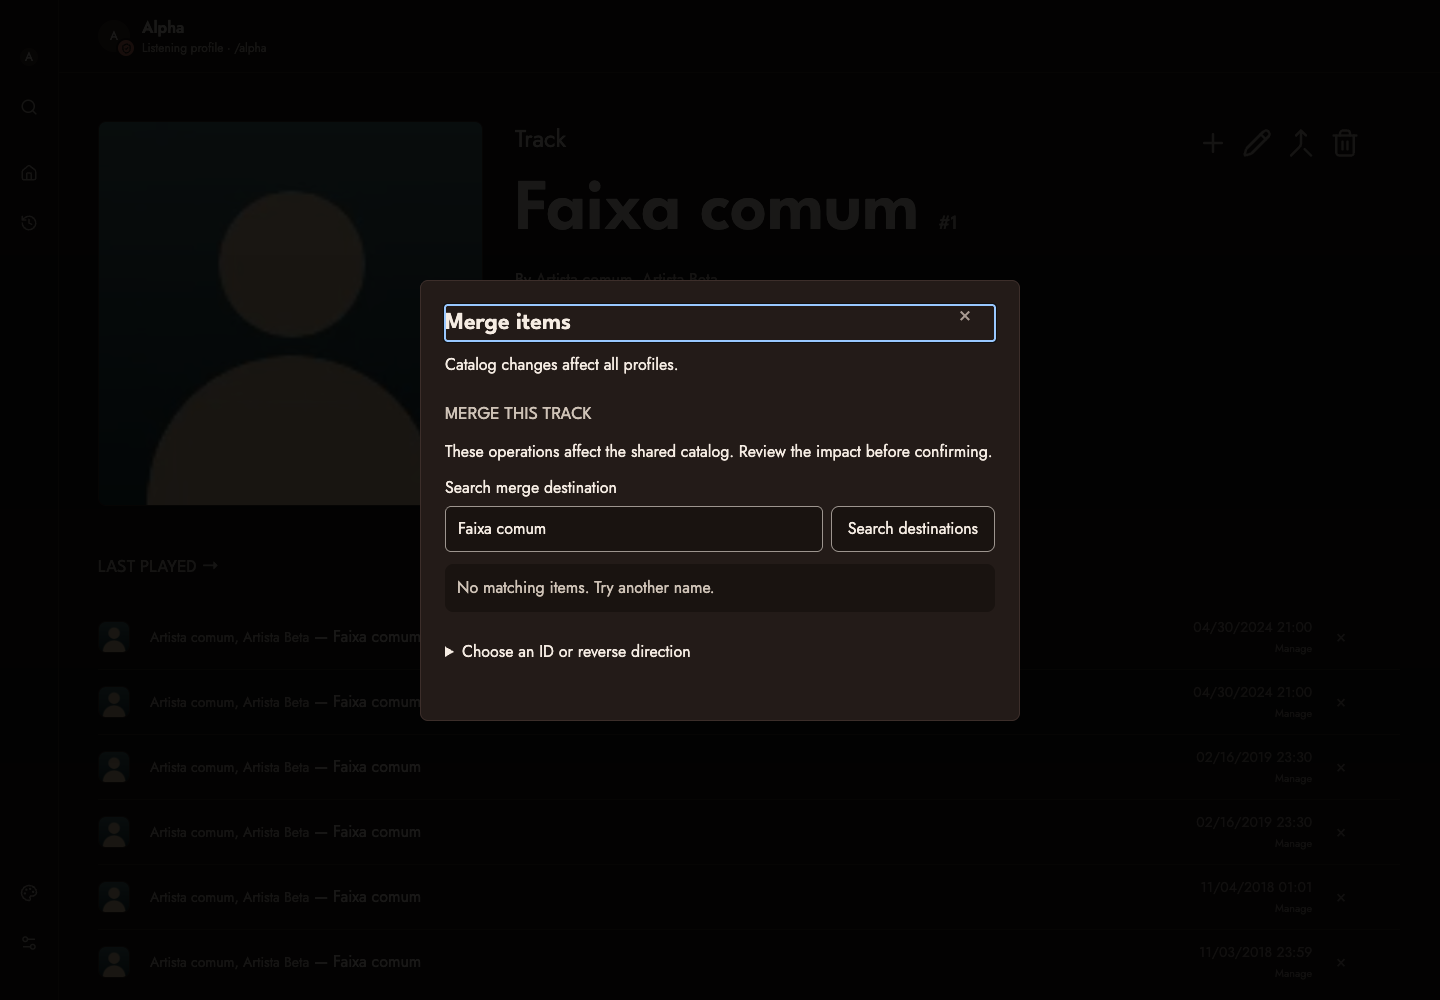 Alpha
A
Listening profile · /alpha
A
Track
Faixa comum #1
By Artista comum, Artista Beta
Merge items ×
Catalog changes affect all profiles.
MERGE THIS TRACK
These operations affect the shared catalog. Review the impact before confirming.
Search merge destination
Faixa comum Search destinations
No matching items. Try another name.
▶ Choose an ID or reverse direction
LAST PLAYED →
Artista comum, Artista Beta — Faixa comum 04/30/2024 21:00 ×
Manage
Artista comum, Artista Beta — Faixa comum 04/30/2024 21:00 ×
Manage
Artista comum, Artista Beta — Faixa comum 02/16/2019 23:30 ×
Manage
Artista comum, Artista Beta — Faixa comum 02/16/2019 23:30 ×
Manage
Artista comum, Artista Beta — Faixa comum 11/04/2018 01:01 ×
Manage
Artista comum, Artista Beta — Faixa comum 11/03/2018 23:59 ×
Manage